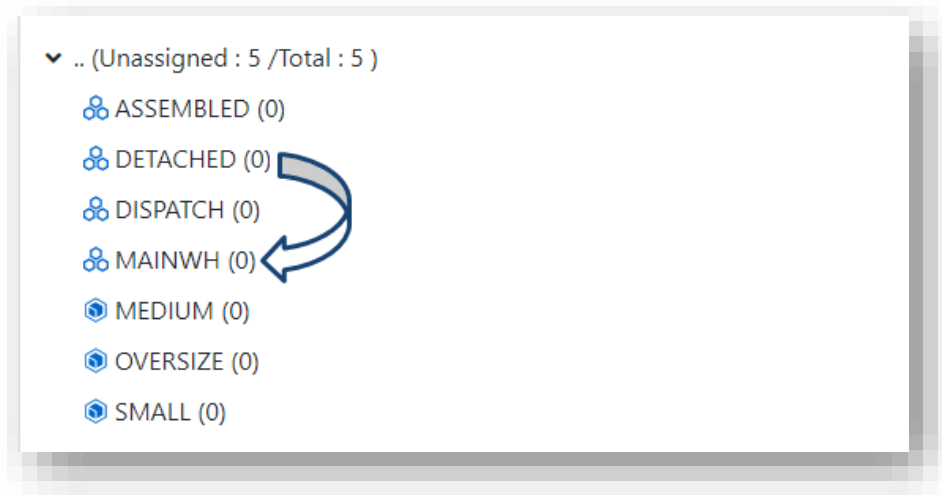 .. (Unassigned : 5 /Total : 5 )
ASSEMBLED (0)
DETACHED (0)
DISPATCH (0)
MAINWH (0)
MEDIUM (0)
OVERSIZE (0)
SMALL (0)